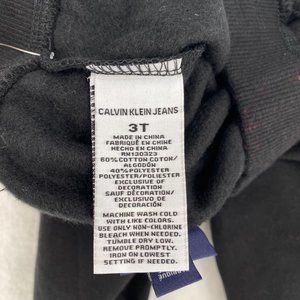 CALVIN KLEIN JEANS
3T
MADE IN CHINA
FABRIQUÉ EN CHINE
HECHO EN CHINA
RN130323
60%COTTON COTON/
ALGODÓN
40%POLYESTER
POLYESTER/POLIESTER
EXCLUSIVE OF
DECORATION
SAUF DÉCORATION/
EXCLUSIVO DE
DECORACIÓN
MACHINE WASH COLD
WITH LIKE COLORS.
USE ONLY NON-CHLORINE
BLEACH WHEN NEEDED.
TUMBLE DRY LOW.
REMOVE PROMPTLY.
IRON ON LOWEST
SETTING IF NEEDED.